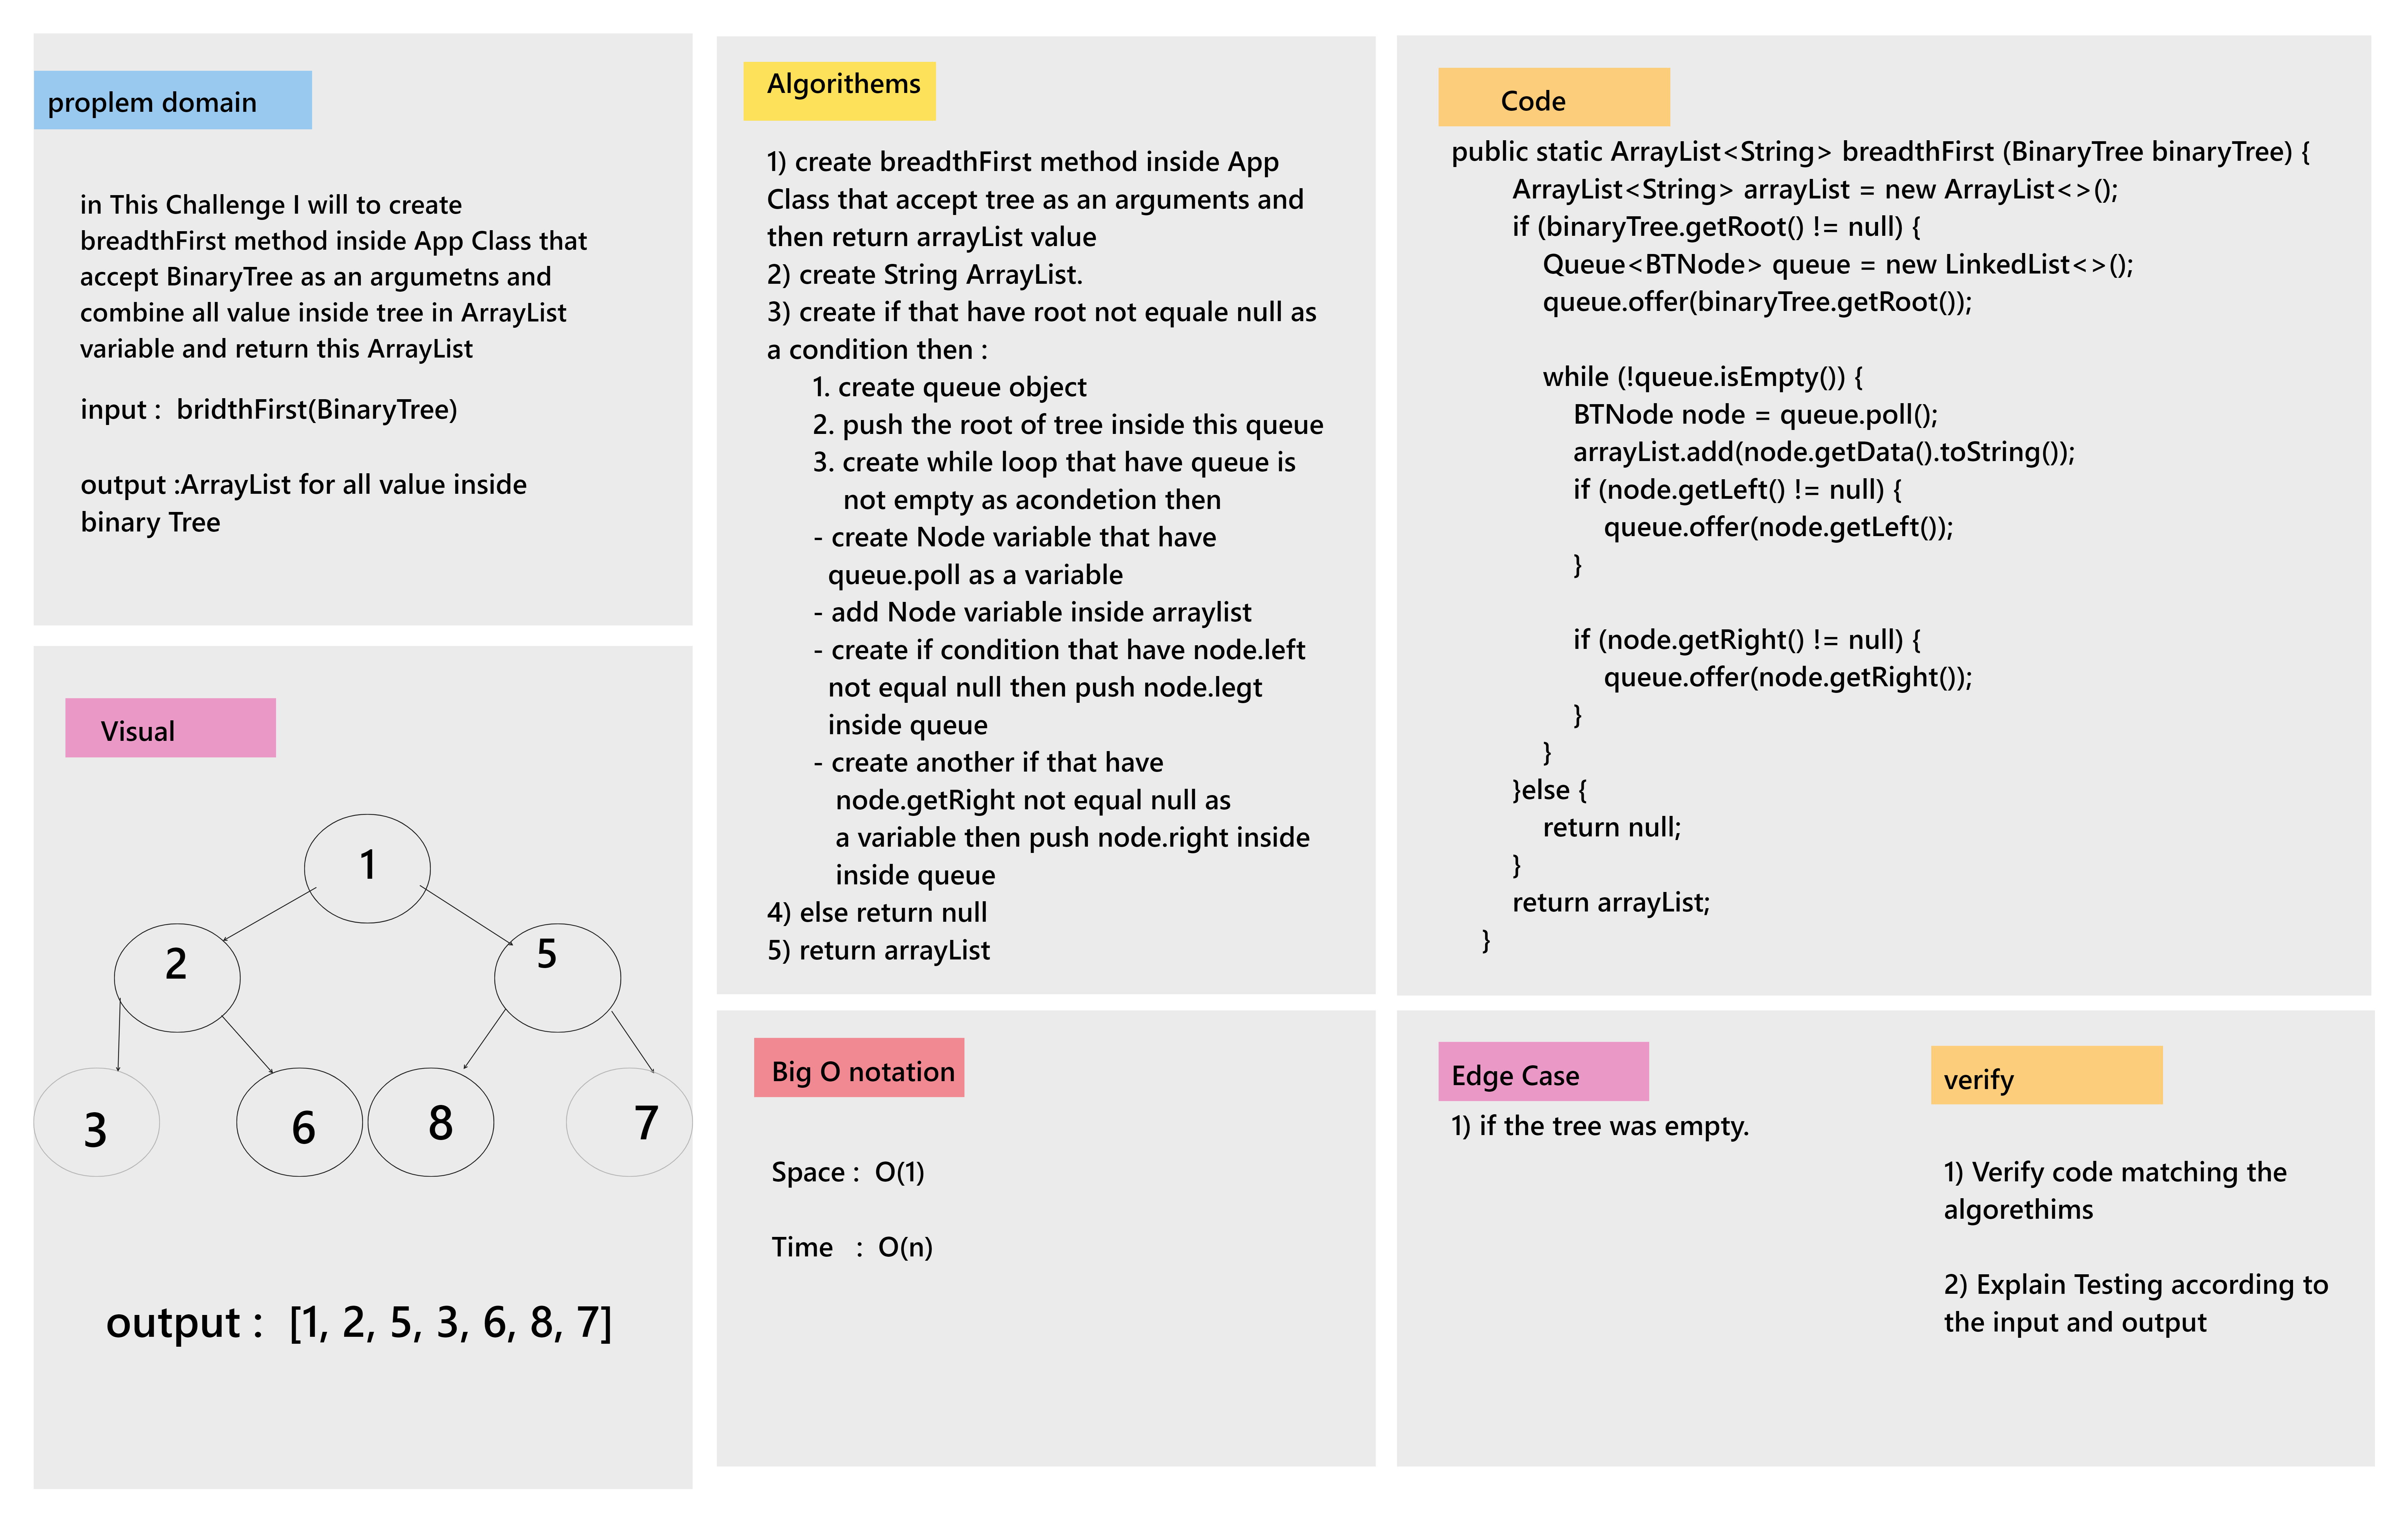 proplem domain
in This Challenge I will to create
breadthFirst method inside App Class that
accept BinaryTree as an argumetns and
combine all value inside tree in ArrayList
variable and return this ArrayList
input :  bridthFirst(BinaryTree)
output :ArrayList for all value inside
binary Tree
Visual
1
2
5
3
6
8
7
output :  [1, 2, 5, 3, 6, 8, 7]
Algorithems
1) create breadthFirst method inside App
Class that accept tree as an arguments and
then return arrayList value
2) create String ArrayList.
3) create if that have root not equale null as
a condition then :
1. create queue object
2. push the root of tree inside this queue
3. create while loop that have queue is
not empty as acondetion then
- create Node variable that have
queue.poll as a variable
- add Node variable inside arraylist
- create if condition that have node.left
not equal null then push node.legt
inside queue
- create another if that have
node.getRight not equal null as
a variable then push node.right inside
inside queue
4) else return null
5) return arrayList
Big O notation
Space :  O(1)
Time   :  O(n)
Code
public static ArrayList<String> breadthFirst (BinaryTree binaryTree) {
ArrayList<String> arrayList = new ArrayList<>();
if (binaryTree.getRoot() != null) {
Queue<BTNode> queue = new LinkedList<>();
queue.offer(binaryTree.getRoot());
while (!queue.isEmpty()) {
BTNode node = queue.poll();
arrayList.add(node.getData().toString());
if (node.getLeft() != null) {
queue.offer(node.getLeft());
}
if (node.getRight() != null) {
queue.offer(node.getRight());
}
}
}else {
return null;
}
return arrayList;
}
Edge Case
1) if the tree was empty.
verify
1) Verify code matching the
algorethims
2) Explain Testing according to
the input and output